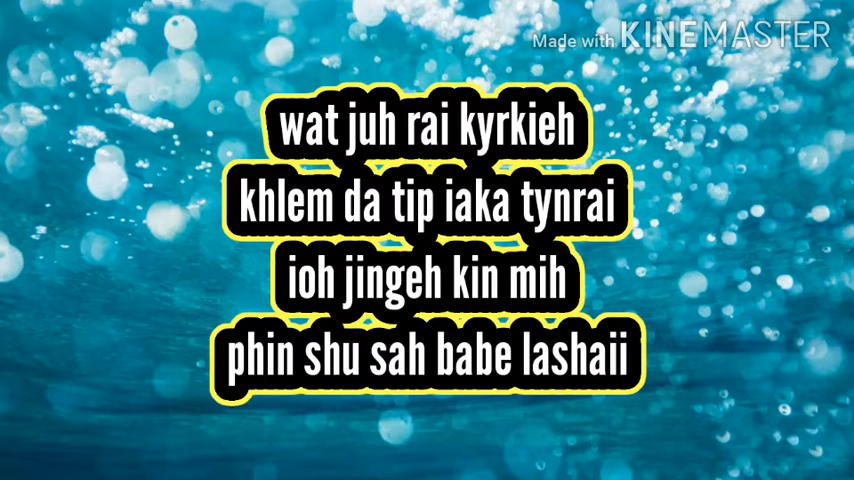 Made with KINEMASTER
wat juh rai kyrkieh
khlem da tip iaka tynrai
ioh jingeh kin mih
phin shu sah babe lashaii